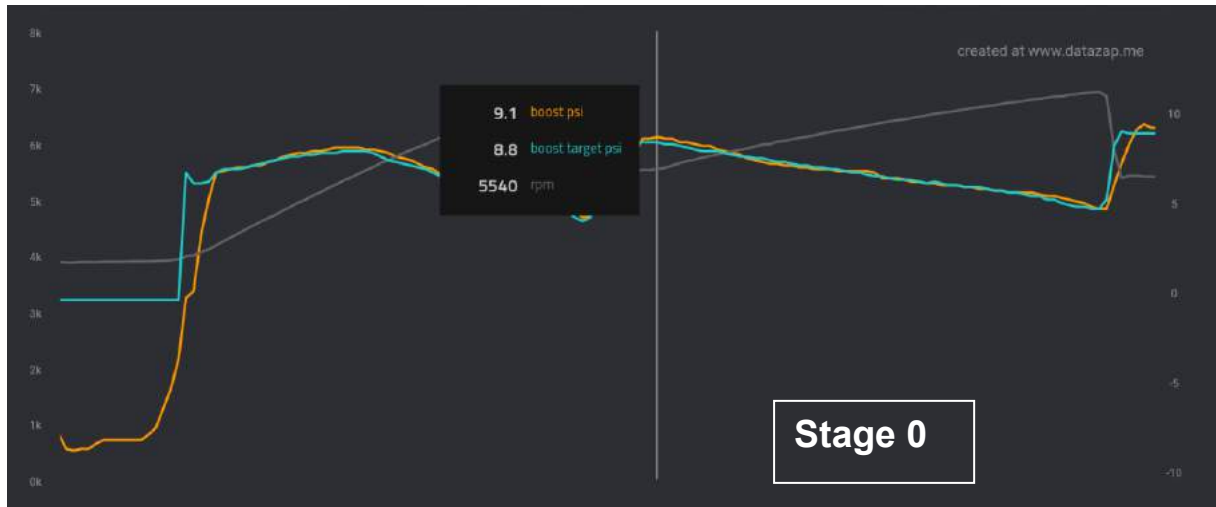 8k
created at www.datazap.me
7k
9.1 boost psi
10
6k
8.8 boost target psi
5540 rpm
5k
5
4k
0
3k
2k
-5
1k
Stage 0
0k
-10